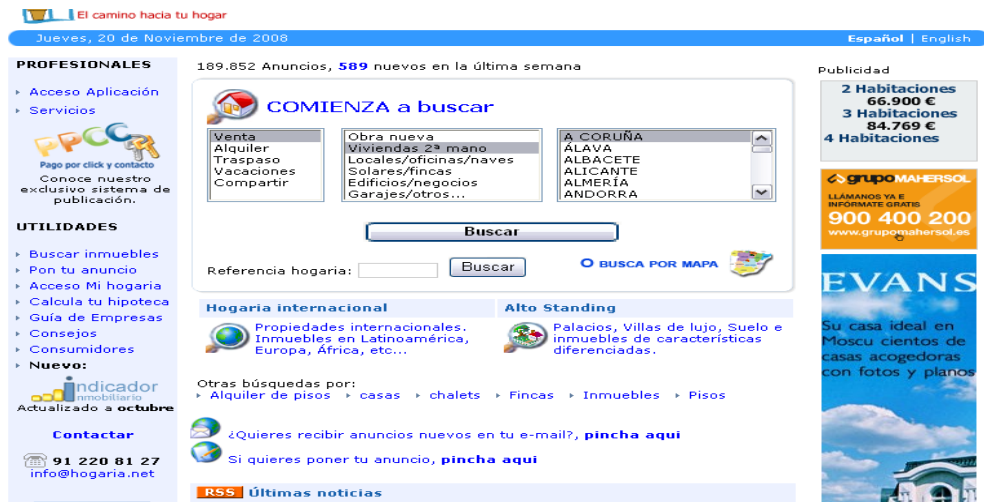 El camino hacia tu hogar
Jueves, 20 de Noviembre de 2008
Español | English
PROFESIONALES
Acceso Aplicación
Servicios
PPCC
Pago por click y contacto
Conoce nuestro
exclusivo sistema de
publicación.
UTILIDADES
Buscar inmuebles
Pon tu anuncio
Acceso Mi hogaria
Calcula tu hipoteca
Guía de Empresas
Consejos
Consumidores
Nuevo:
indicador
inmobiliario
Actualizado a octubre
Contactar
91 220 81 27
info@hogaria.net
189.852 Anuncios, 589 nuevos en la última semana
COMIENZA a buscar
Venta
Alquiler
Traspaso
Vacaciones
Compartir
Obra nueva
Viviendas 2ª mano
Locales/oficinas/naves
Solares/fincas
Edificios/negocios
Garajes/otros...
A CORUÑA
ÁLAVA
ALBACETE
ALICANTE
ALMERÍA
ANDORRA
Buscar
Referencia hogaria:
Buscar
BUSCA POR MAPA
Hogaria internacional
Propiedades internacionales.
Inmuebles en Latinoamérica,
Europa, África, etc...
Alto Standing
Palacios, Villas de lujo, Suelo e
inmuebles de características
diferenciadas.
Otras búsquedas por:
Alquiler de pisos casas chalets Fincas Inmuebles Pisos
¿Quieres recibir anuncios nuevos en tu e-mail?, pincha aqui
Si quieres poner tu anuncio, pincha aqui
RSS Últimas noticias
Publicidad
2 Habitaciones
66.900 €
3 Habitaciones
84.769 €
4 Habitaciones
grupo MAHERSOL
LLÁMANOS YA E
INFÓRMATE GRATIS
900 400 200
www.grupomahersol.es
EVANS
Su casa ideal en
Moscu cientos de
casas acogedoras
con fotos y planos